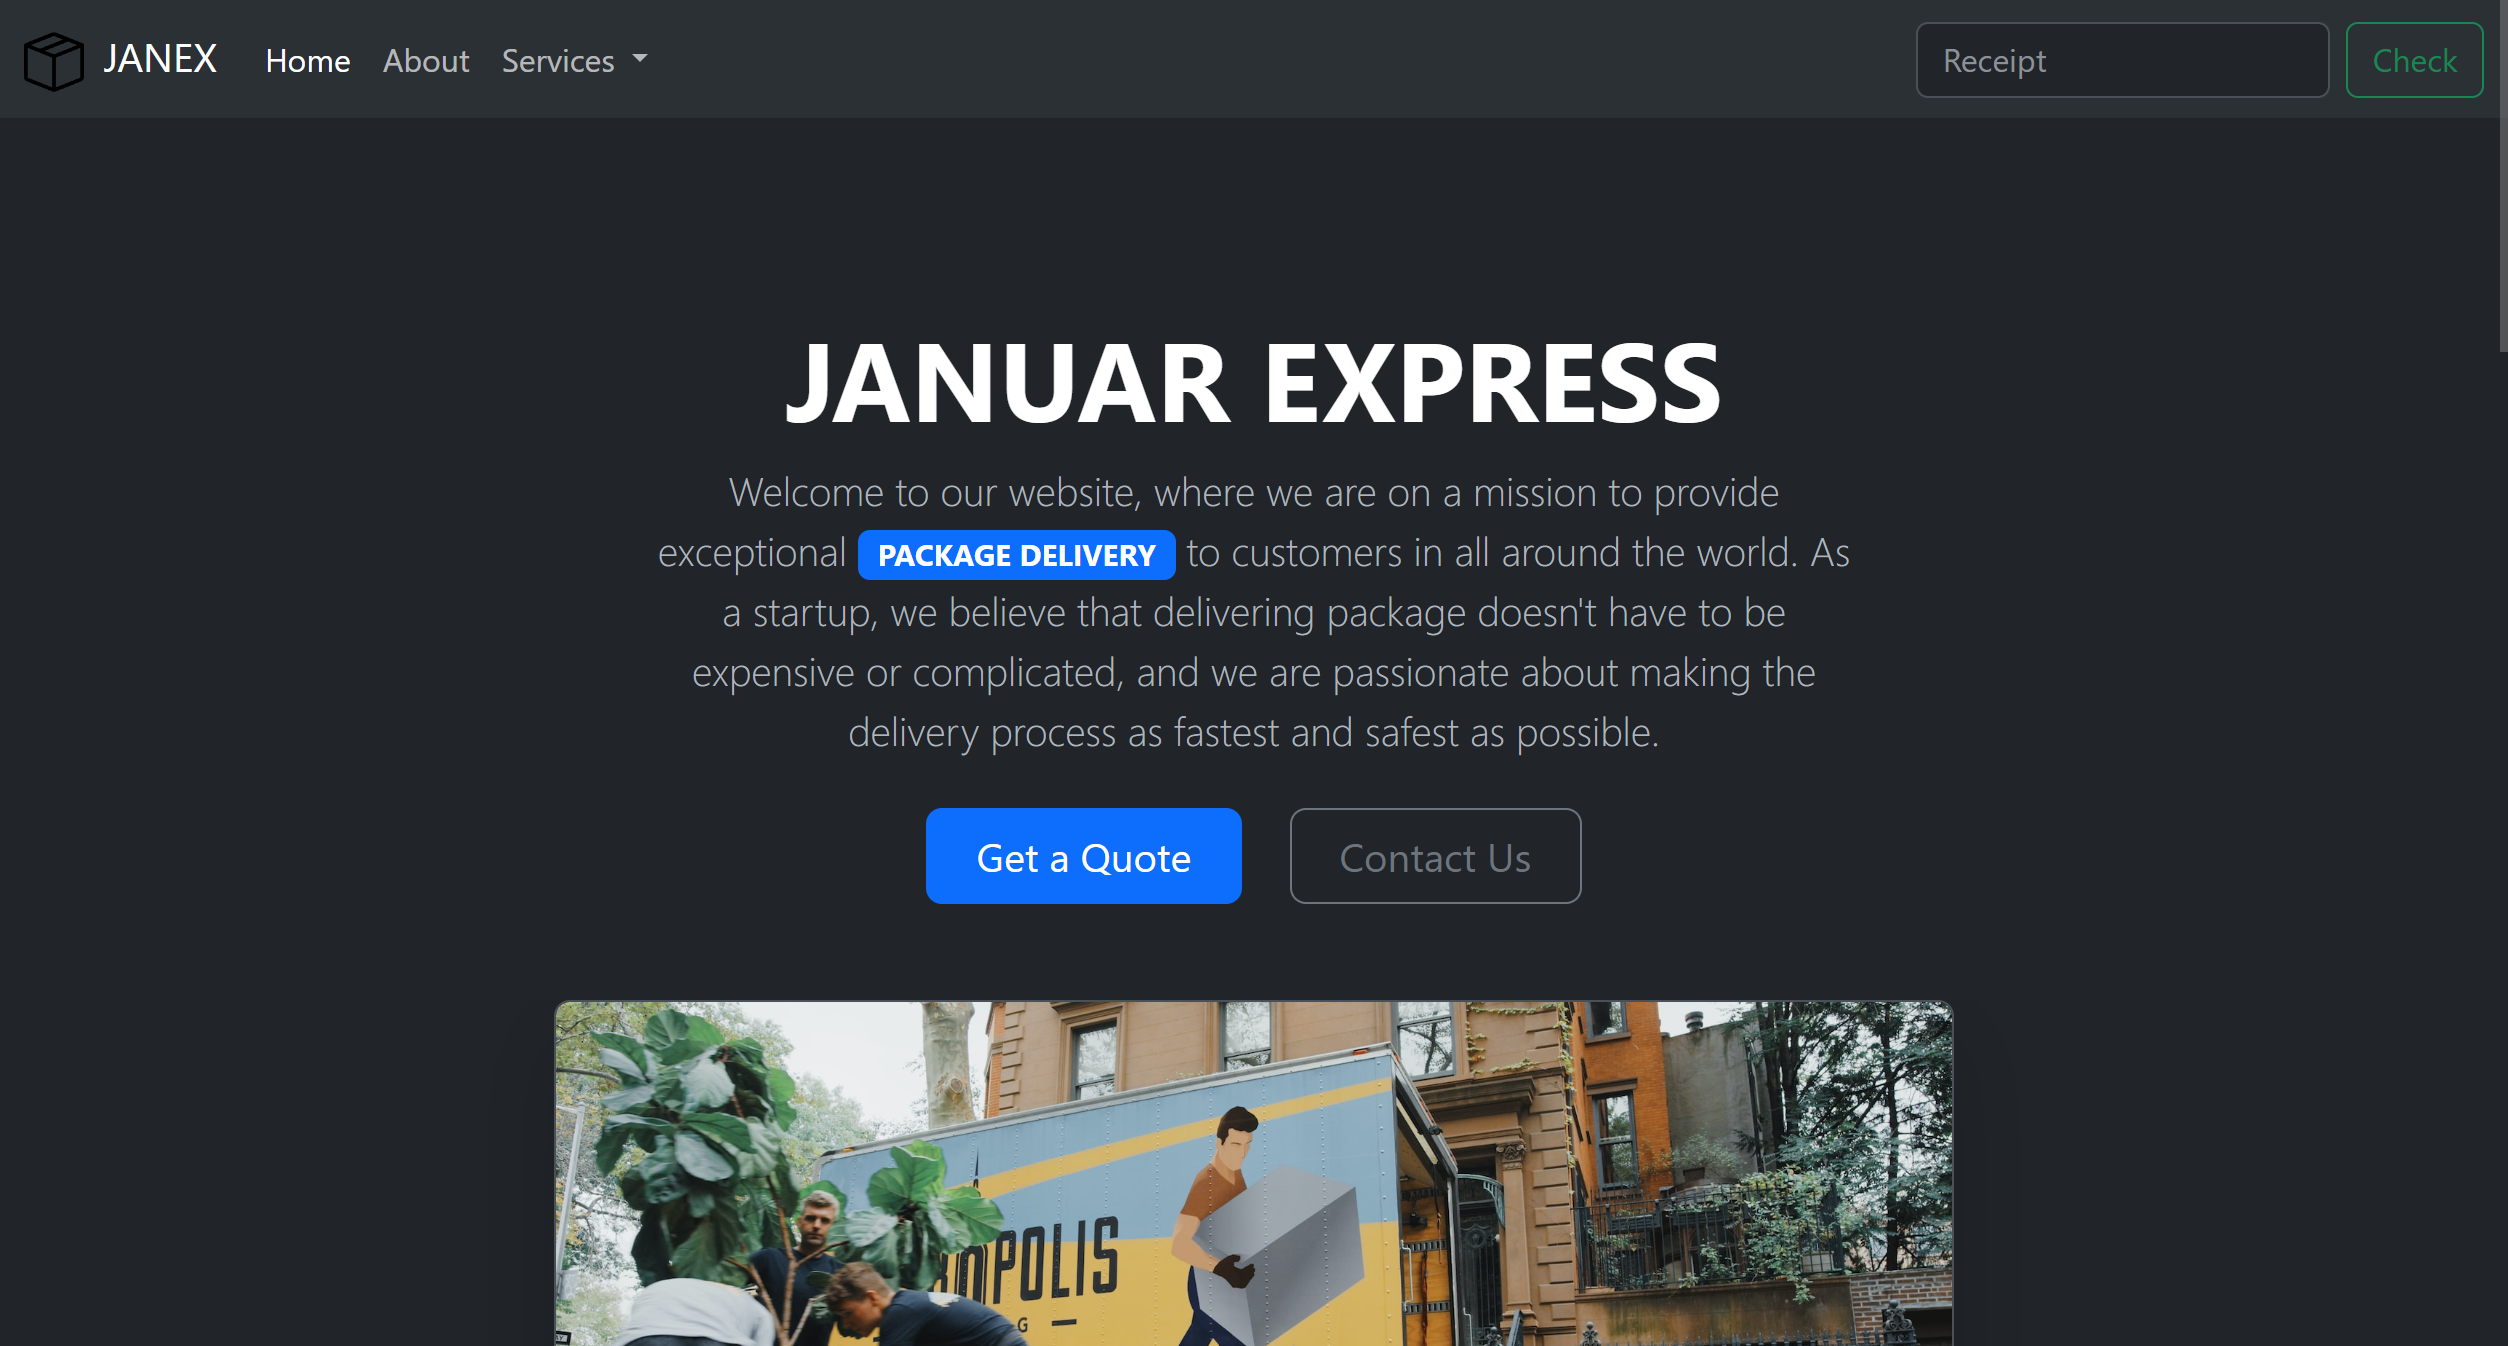 JANEX Home About Services Receipt Check
JANUAR EXPRESS
Welcome to our website, where we are on a mission to provide
exceptional PACKAGE DELIVERY to customers in all around the world. As
a startup, we believe that delivering package doesn't have to be
expensive or complicated, and we are passionate about making the
delivery process as fastest and safest as possible.
Get a Quote Contact Us